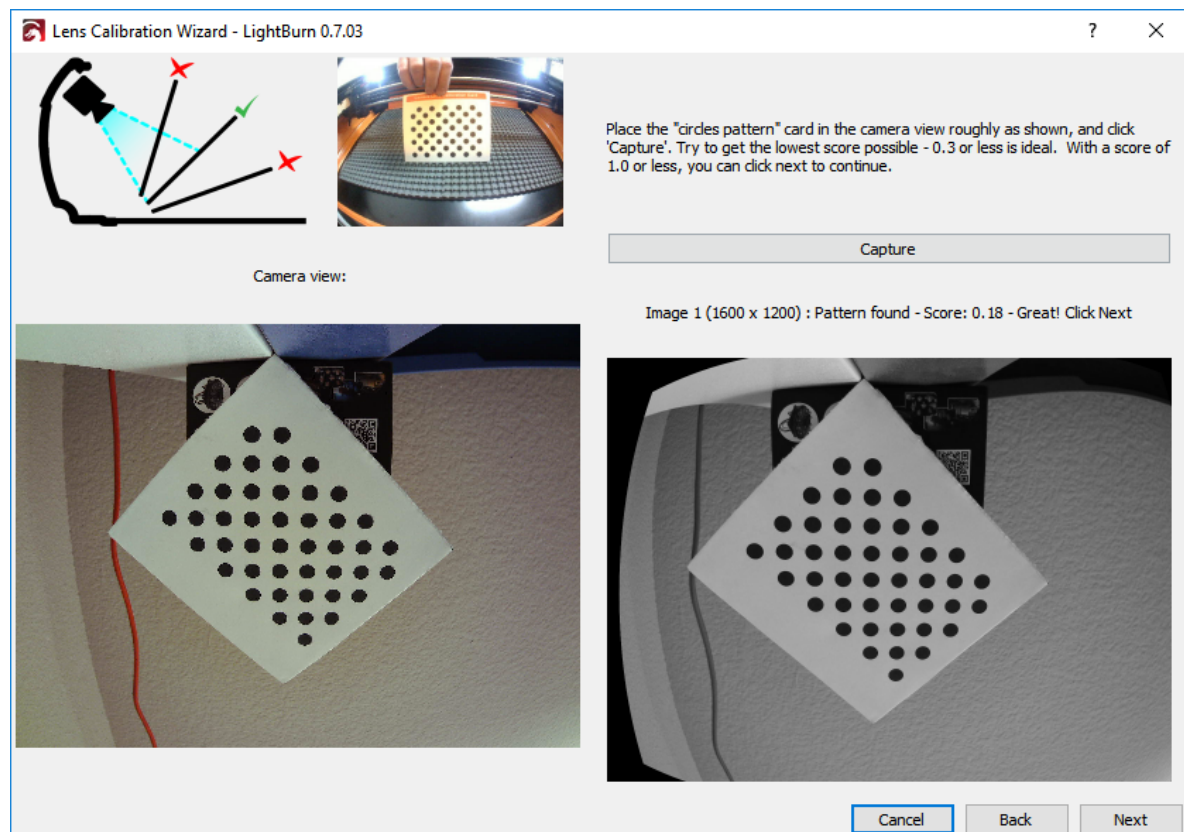 Lens Calibration Wizard - LightBurn 0.7.03
Place the "circles pattern" card in the camera view roughly as shown, and click
'Capture'. Try to get the lowest score possible - 0.3 or less is ideal.  With a score of
1.0 or less, you can click next to continue.
Capture
Camera view:
Image 1 (1600 x 1200) : Pattern found - Score: 0.18 - Great! Click Next
Cancel
Back
Next